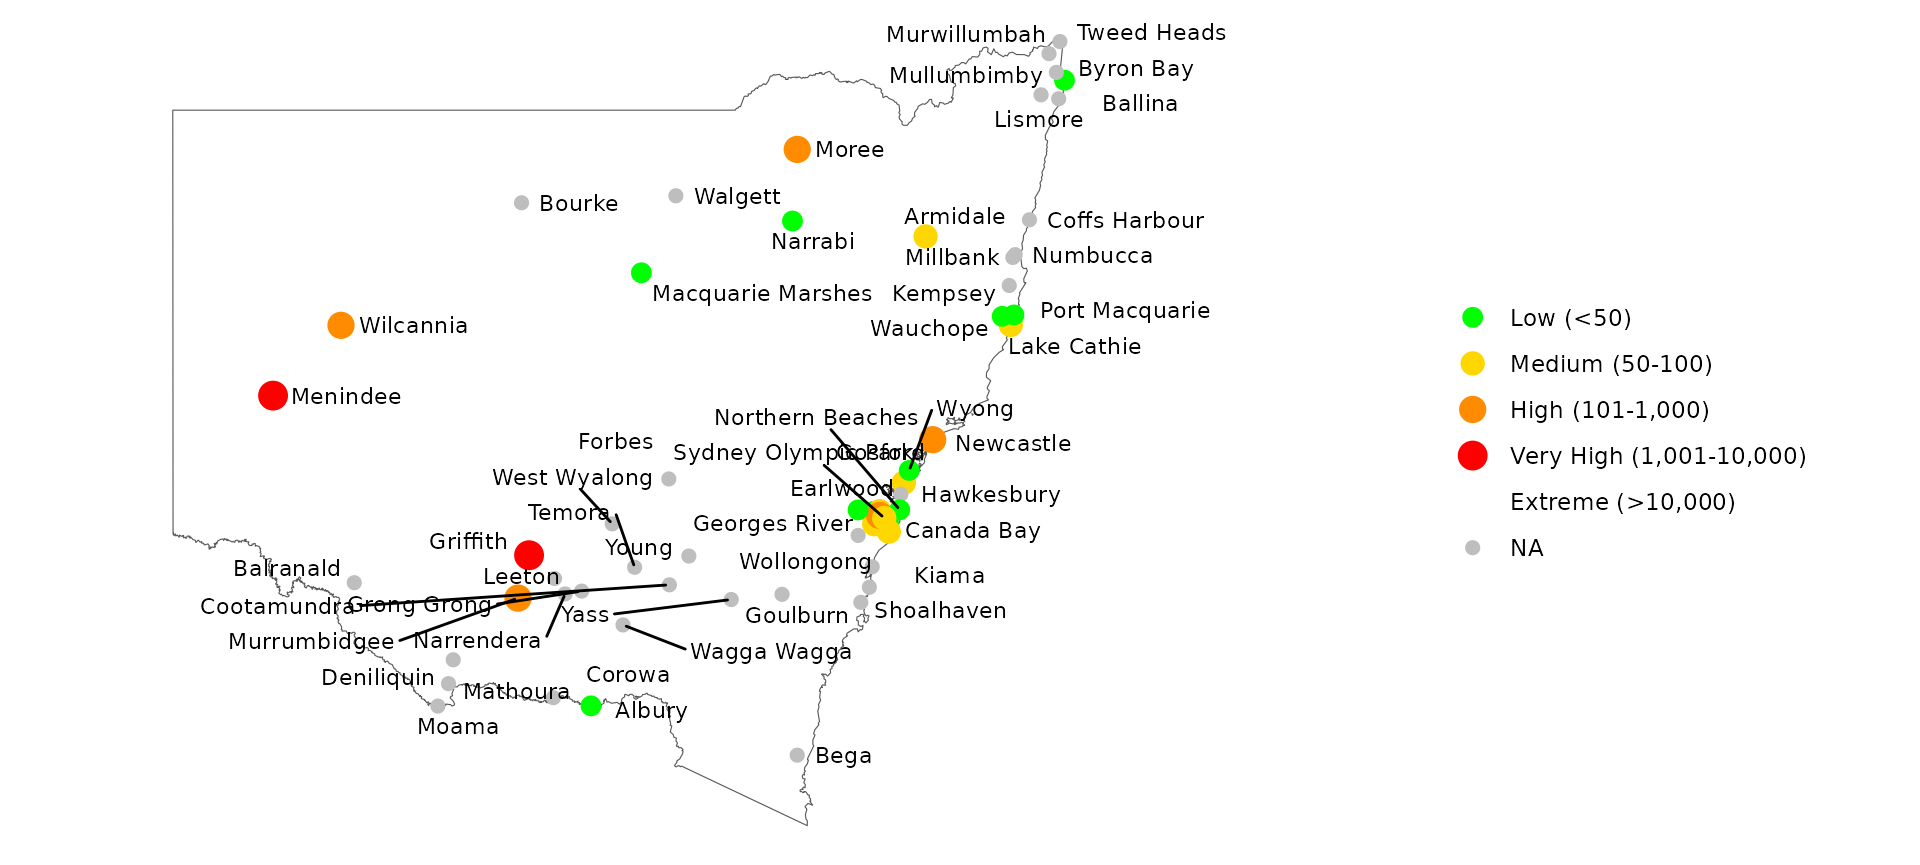 Murwillumbah
Tweed Heads
Mullumbimby
Byron Bay
Ballina
Lismore
Moree
Bourke
Walgett
Narrabi
Armidale
Coffs Harbour
Millbank
Numbucca
Macquarie Marshes
Kempsey
Port Macquarie
Wilcannia
Wauchope
Lake Cathie
Menindee
Northern Beaches
Wyong
Forbes
Sydney Olympic Park
Gosford
Newcastle
West Wyalong
Earlwood
Hawkesbury
Temora
Georges River
Canada Bay
Griffith
Young
Wollongong
Balranald
Leeton
Kiama
Cootamundra
Grong Grong
Yass
Goulburn
Shoalhaven
Murrumbidgee
Narrendera
Wagga Wagga
Deniliquin
Mathoura
Corowa
Albury
Moama
Bega
Low (<50)
Medium (50-100)
High (101-1,000)
Very High (1,001-10,000)
Extreme (>10,000)
NA